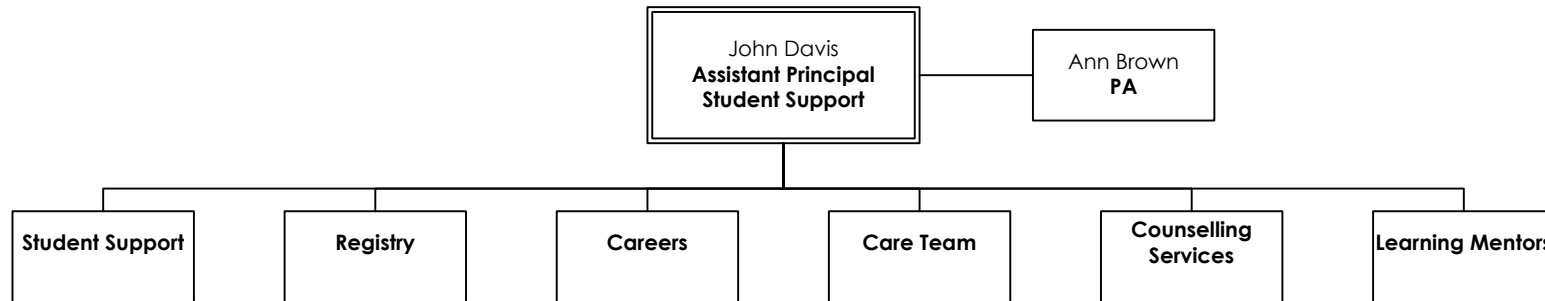 John Davis
Assistant Principal
Student Support
Ann Brown
PA
Student Support
Registry
Careers
Care Team
Counselling
Services
Learning Mentors